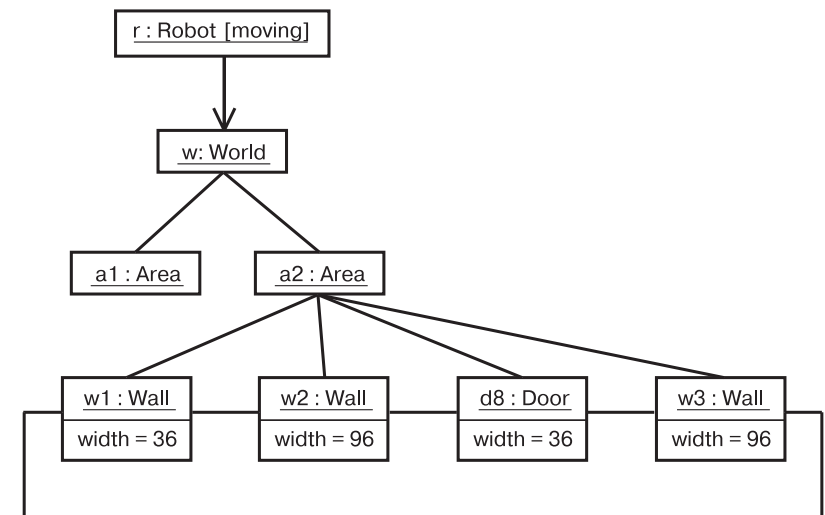 r : Robot [moving]
w: World
a1 : Area
a2 : Area
w1 : Wall
width = 36
w2 : Wall
width = 96
d8 : Door
width = 36
w3 : Wall
width = 96